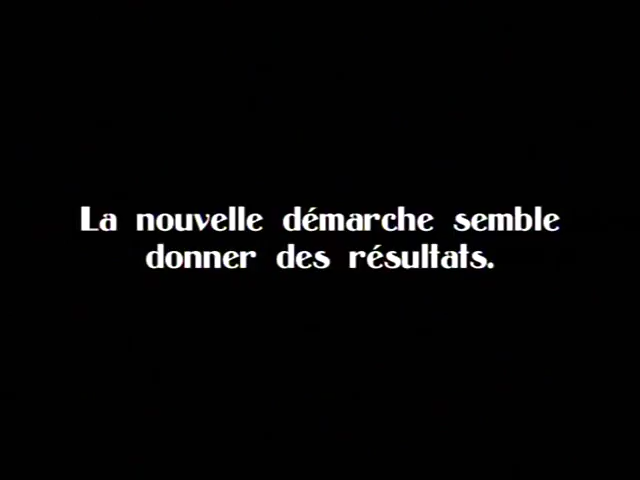 La nouvelle démarche semble
donner des résultats.